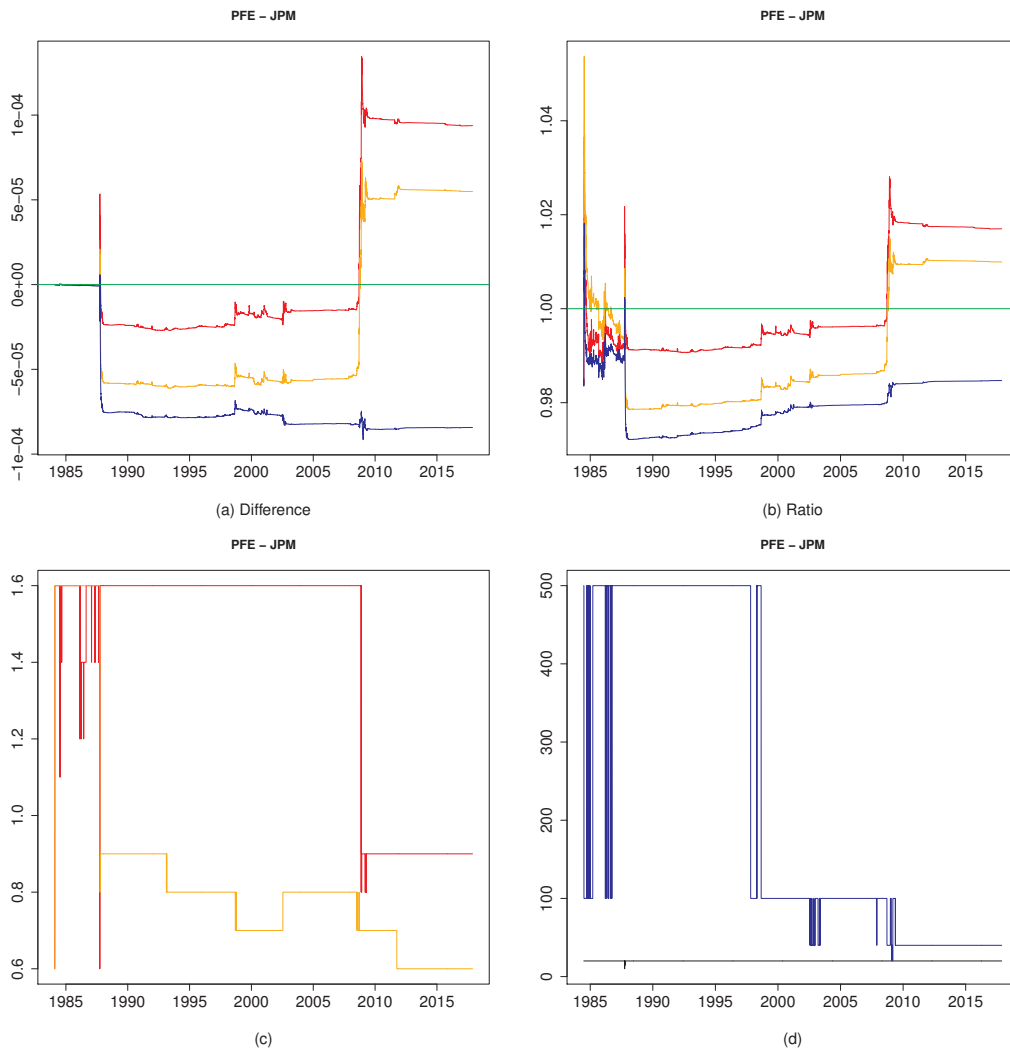 PFE − JPM
1e−04
5e−05
0e+00
−5e−05
−1e−04
1985 1990 1995 2000 2005 2010 2015
(a) Difference
PFE − JPM
1.04
1.02
1.00
0.98
1985 1990 1995 2000 2005 2010 2015
(b) Ratio
PFE − JPM
1.6
1.4
1.2
1.0
0.8
0.6
1985 1990 1995 2000 2005 2010 2015
(c)
PFE − JPM
500
400
300
200
100
0
1985 1990 1995 2000 2005 2010 2015
(d)